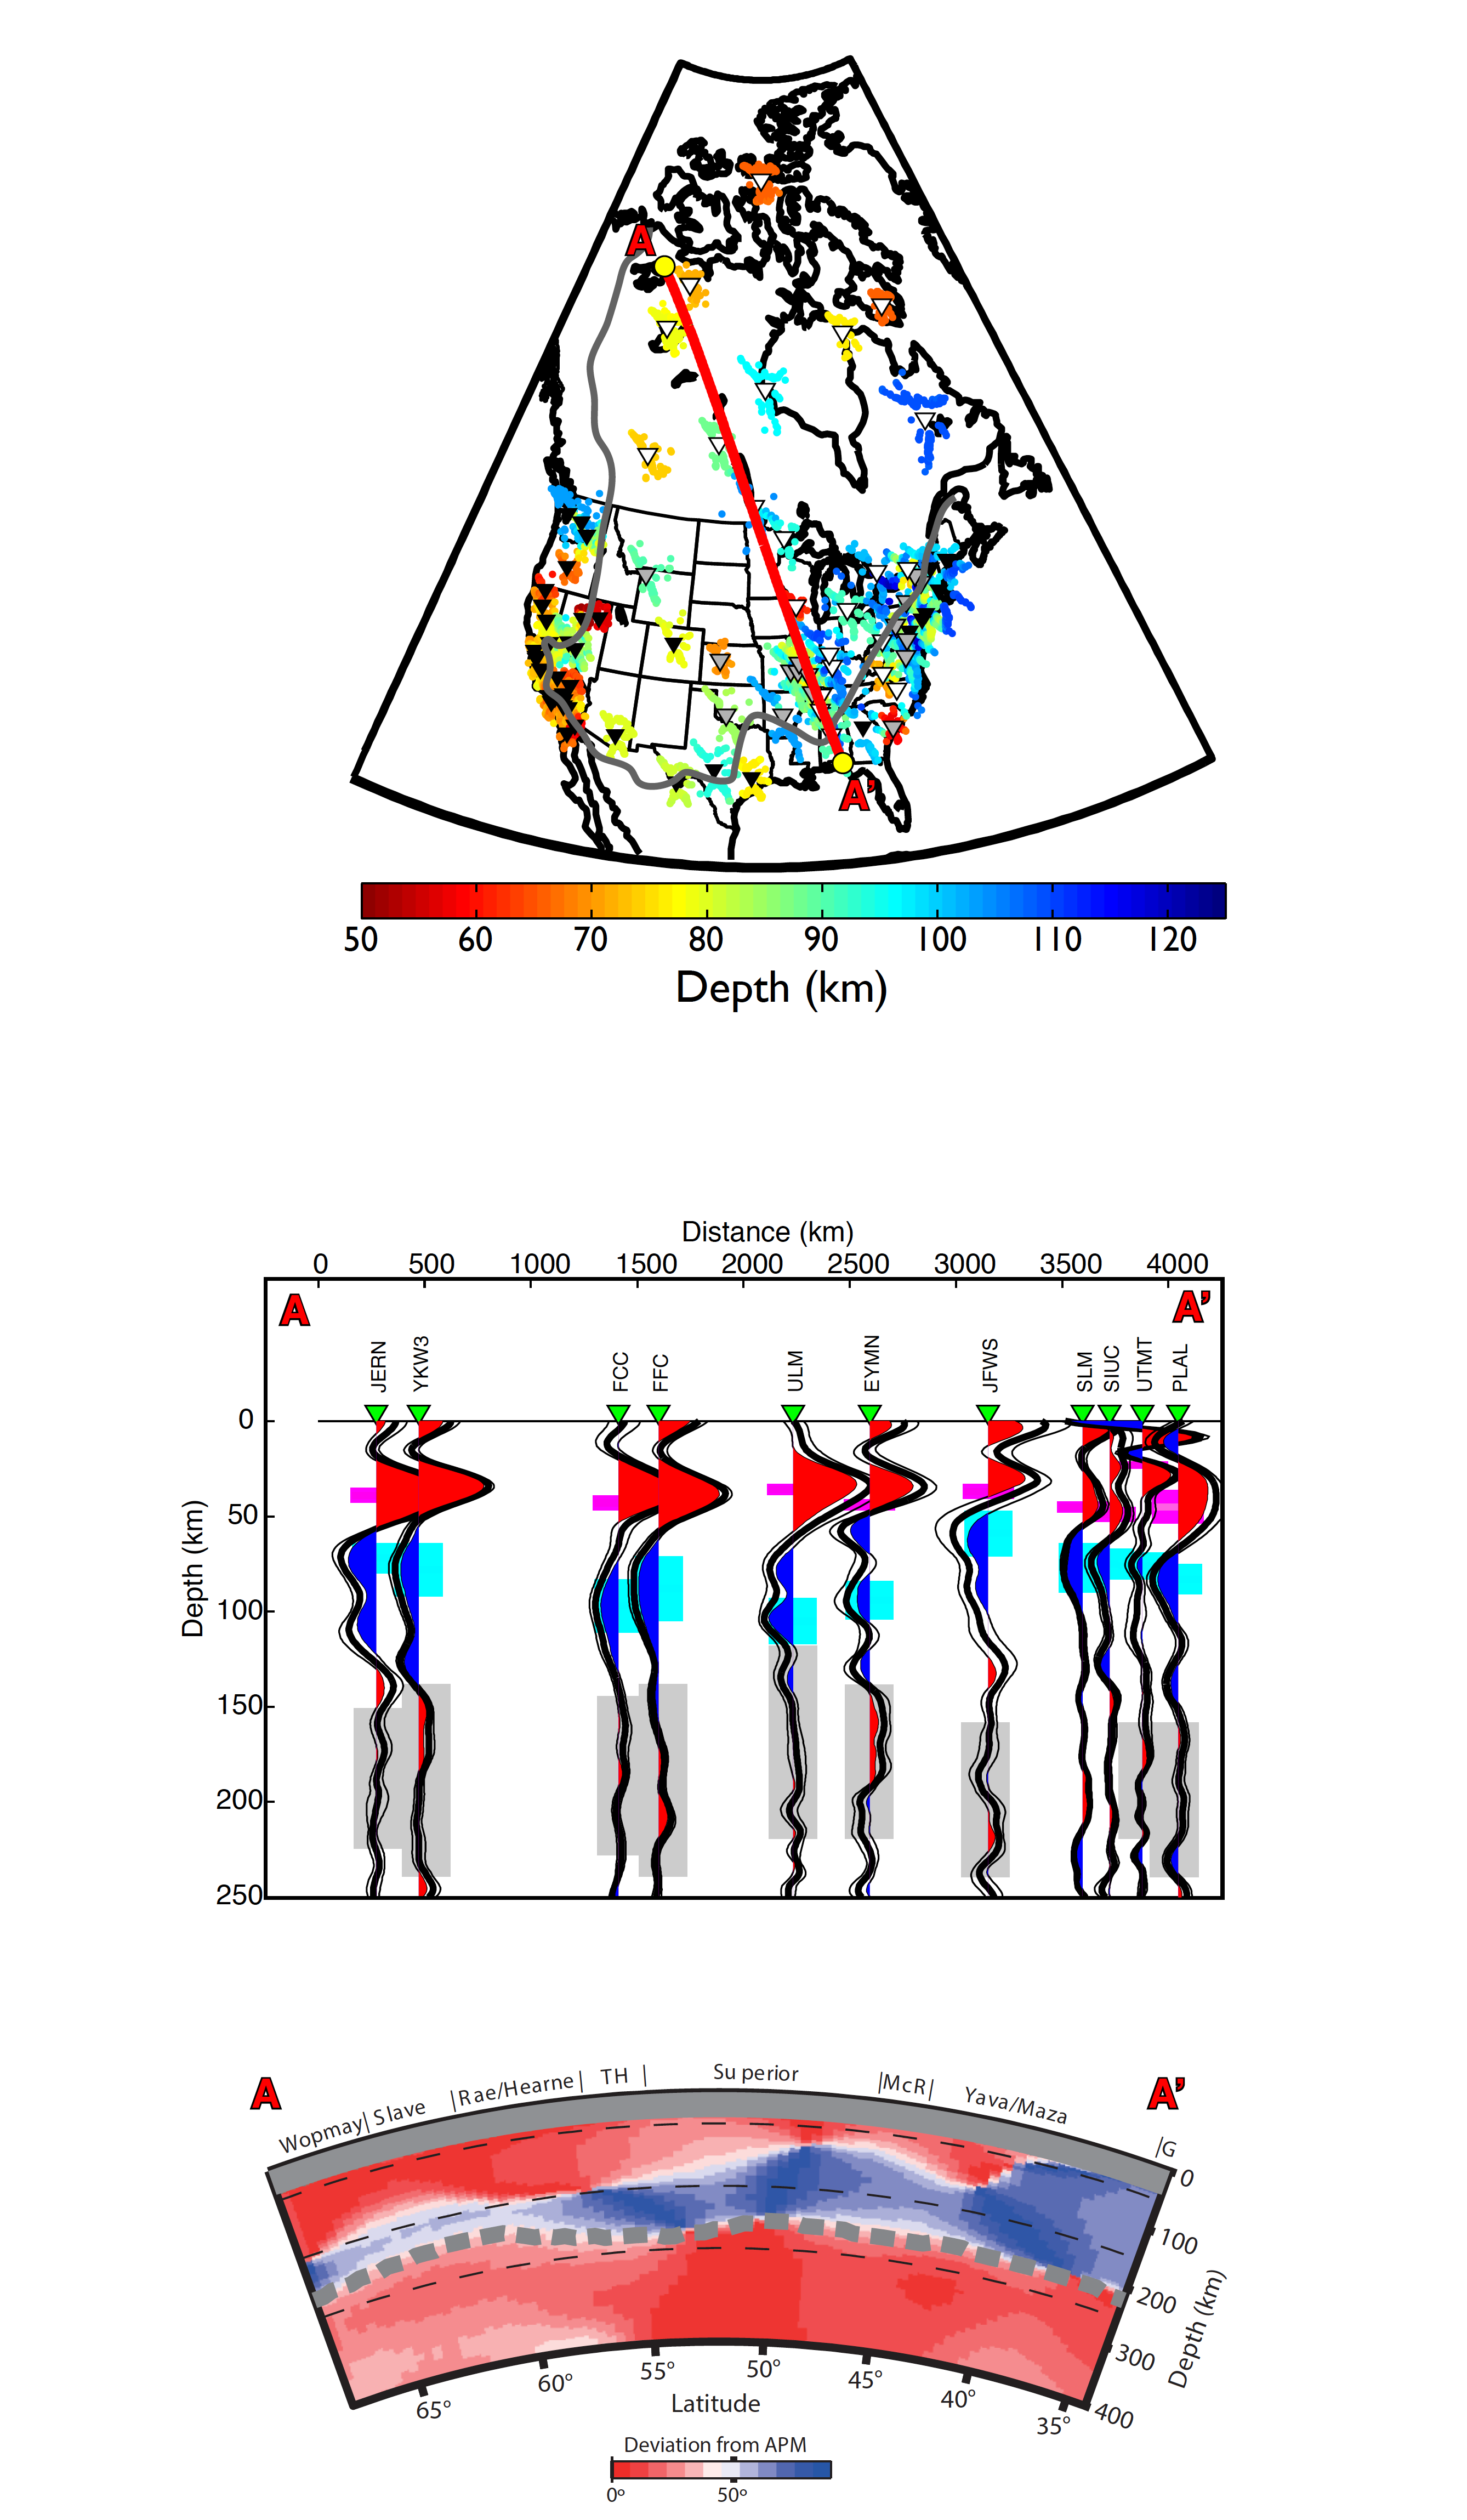 A
A'
50 60 70 80 90 100 110 120
Depth (km)
Distance (km)
0 500 1000 1500 2000 2500 3000 3500 4000
A A'
JERN YKW3 FCC FFC ULM EYMN JFWS SLM SIUC UTMT PLAL
0
50
100
150
200
250
Depth (km)
A A'
Wopmay| Slave |Rae/Hearne| TH | Superior |McR| Yava/Maza |G
0
100
200
300
400
Depth (km)
65° 60° 55° 50° 45° 40° 35°
Latitude
Deviation from APM
0° 50°